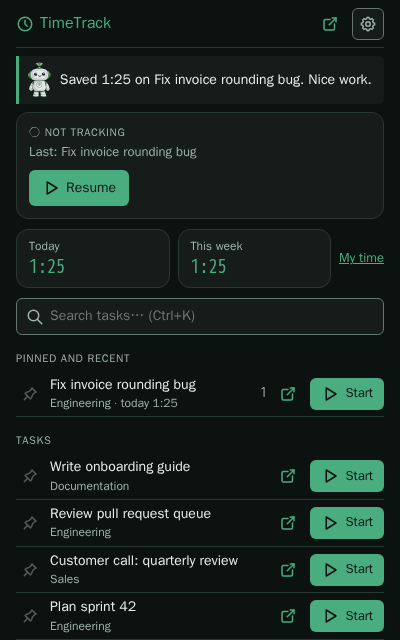 TimeTrack
Saved 1:25 on Fix invoice rounding bug. Nice work.
NOT TRACKING
Last: Fix invoice rounding bug
Resume
Today
1:25
This week
1:25
My time
Search tasks··· (Ctrl+K)
PINNED AND RECENT
Fix invoice rounding bug
Engineering · today 1:25
1
Start
TASKS
Write onboarding guide
Documentation
Start
Review pull request queue
Engineering
Start
Customer call: quarterly review
Sales
Start
Plan sprint 42
Engineering
Start